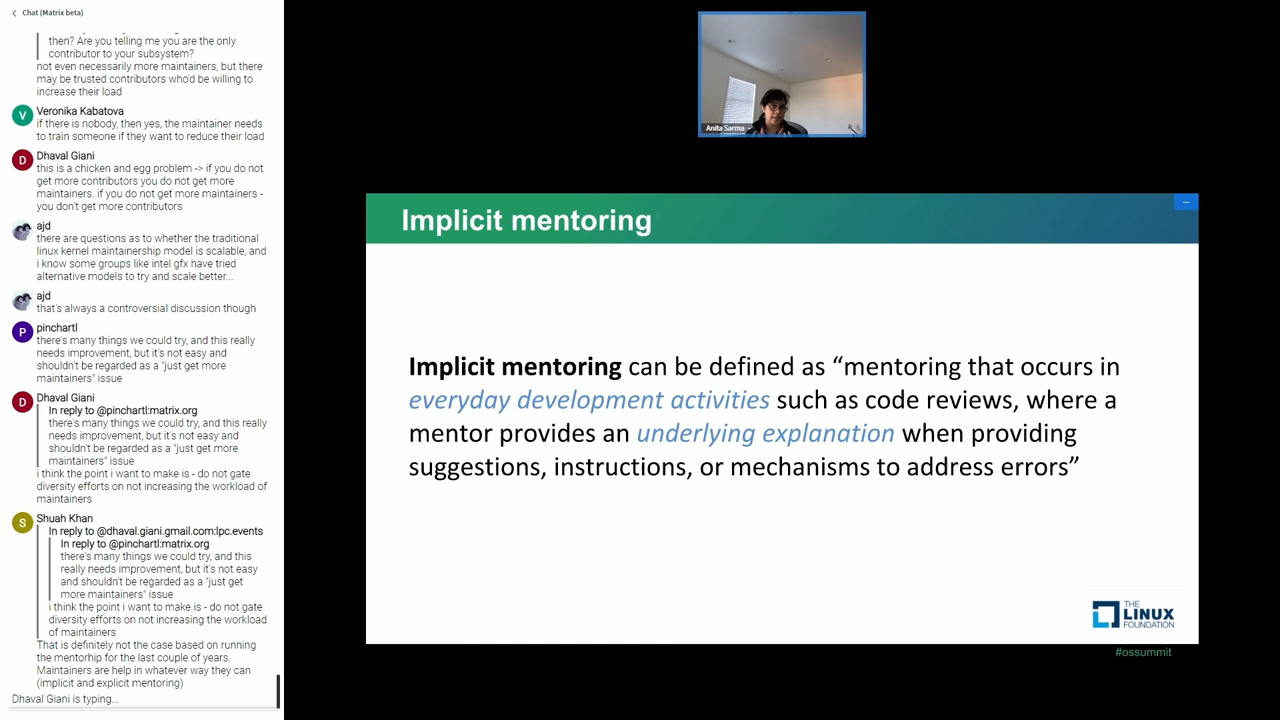 Chat (Matrix beta)
then? Are you telling me you are the only
contributor to your subsystem?
not even necessarily more maintainers, but there
may be trusted contributors who'd be willing to
increase their load
V
Veronika Kabatova
if there is nobody, then yes, the maintainer needs
to train someone if they want to reduce their load
D
Dhaval Giani
this is a chicken and egg problem -> if you do not
get more contributors you do not get more
maintainers. if you do not get more maintainers -
you don't get more contributors
ajd
there are questions as to whether the traditional
linux kernel maintainership model is scalable, and
i know some groups like intel gfx have tried
alternative models to try and scale better...
ajd
that's always a controversial discussion though
P
pinchartl
there's many things we could try, and this really
needs improvement, but it's not easy and
shouldn't be regarded as a "just get more
maintainers" issue
D
Dhaval Giani
In reply to @pinchartl:matrix.org
there's many things we could try, and this really
needs improvement, but it's not easy and
shouldn't be regarded as a "just get more
maintainers" issue
i think the point i want to make is - do not gate
diversity efforts on not increasing the workload of
maintainers
S
Shuah Khan
In reply to @dhaval.giani.gmail.com:lpc.events
In reply to @pinchartl:matrix.org
there's many things we could try, and this
really needs improvement, but it's not easy
and shouldn't be regarded as a "just get
more maintainers" issue
i think the point i want to make is - do not gate
diversity efforts on not increasing the workload
of maintainers
That is definitely not the case based on running
the mentorhip for the last couple of years.
Maintainers are help in whatever way they can
(implicit and explicit mentoring)
Dhaval Giani is typing...
Anita Sarma
Implicit mentoring
Implicit mentoring can be defined as “mentoring that occurs in
everyday development activities such as code reviews, where a
mentor provides an underlying explanation when providing
suggestions, instructions, or mechanisms to address errors”
THE
LINUX
FOUNDATION
#ossummit